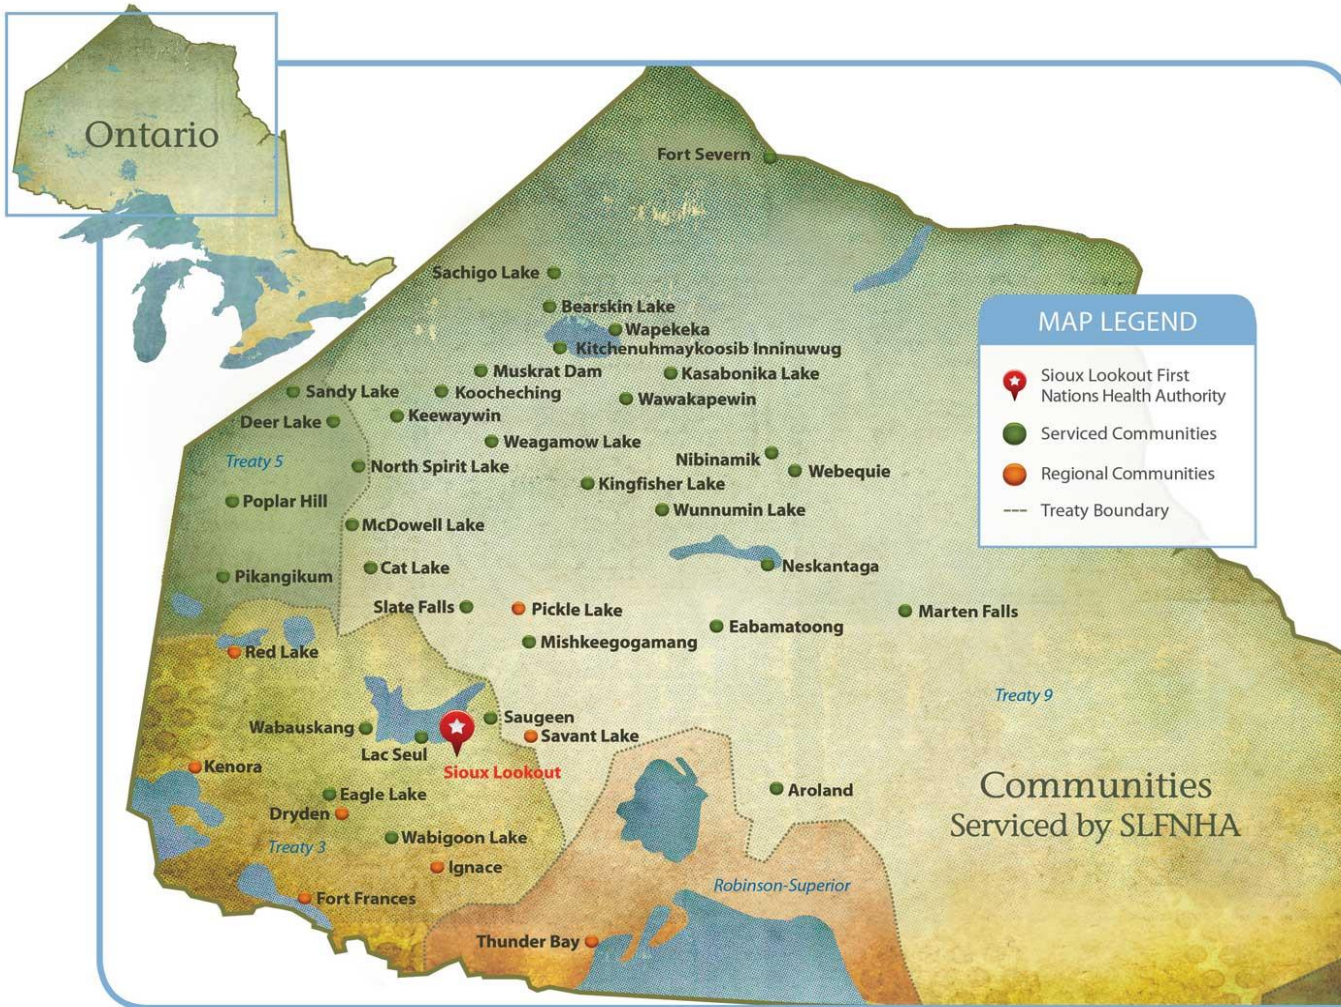 Ontario
Fort Severn
Sachigo Lake
Bearskin Lake
Wapekeka
Kitchenuhmaykoosib Inninuwug
Muskrat Dam
Kasabonika Lake
Sandy Lake
Koocheching
Wawakapewin
Deer Lake
Keewaywin
Weagamow Lake
Treaty 5
North Spirit Lake
Nibinamik
Webequie
Kingfisher Lake
Poplar Hill
Wunnumin Lake
McDowell Lake
Cat Lake
Neskantaga
Pikangikum
Slate Falls
Pickle Lake
Marten Falls
Eabamatoong
Mishkeegogamang
Red Lake
Treaty 9
Saugeen
Wabauskang
Savant Lake
Lac Seul
Kenora
Sioux Lookout
Aroland
Eagle Lake
Dryden
Wabigoon Lake
Treaty 3
Ignace
Robinson-Superior
Fort Frances
Thunder Bay
MAP LEGEND
Sioux Lookout First
Nations Health Authority
Serviced Communities
Regional Communities
Treaty Boundary
Communities
Serviced by SLFNHA